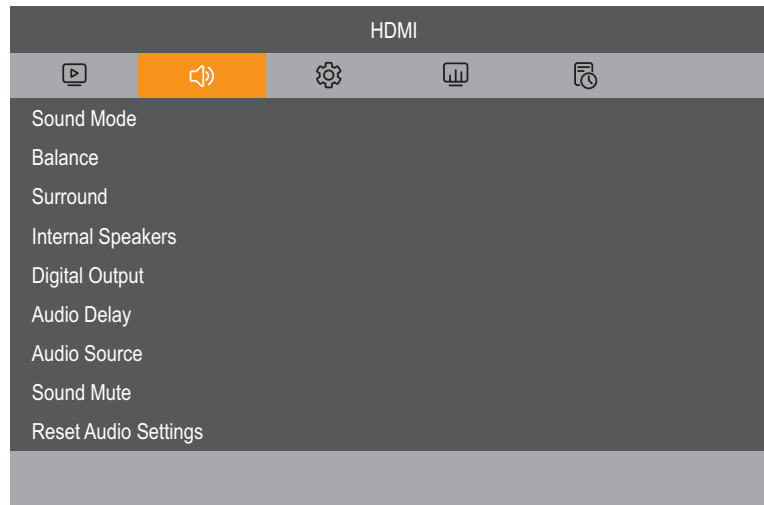 HDMI
Sound Mode
Balance
Surround
Internal Speakers
Digital Output
Audio Delay
Audio Source
Sound Mute
Reset Audio Settings